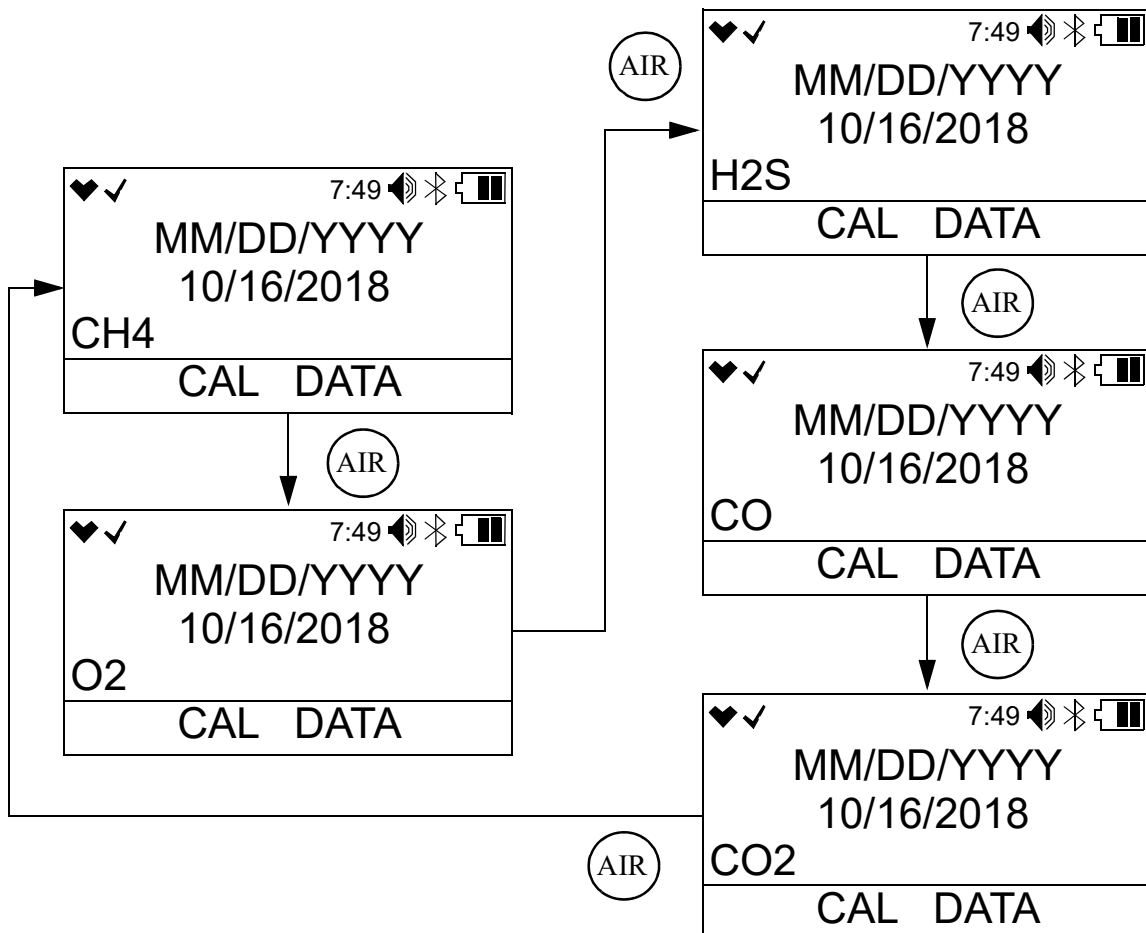 7:49
MM/DD/YYYY
10/16/2018
CH4
CAL DATA
AIR
7:49
MM/DD/YYYY
10/16/2018
O2
CAL DATA
AIR
7:49
MM/DD/YYYY
10/16/2018
H2S
CAL DATA
AIR
7:49
MM/DD/YYYY
10/16/2018
CO
CAL DATA
AIR
7:49
MM/DD/YYYY
10/16/2018
CO2
CAL DATA
AIR